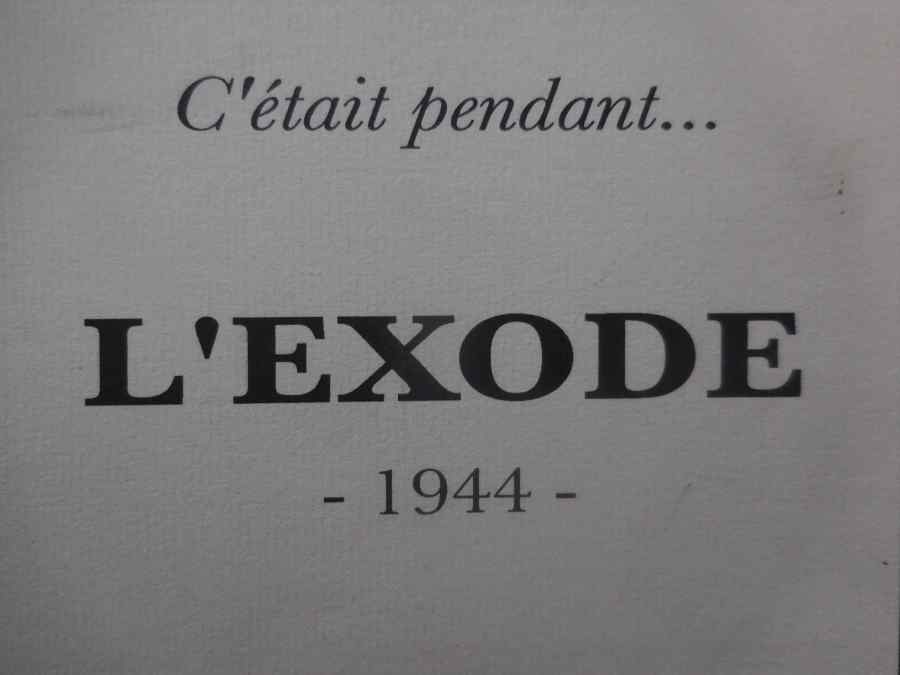 C'était pendant...
L'EXODE
- 1944 -